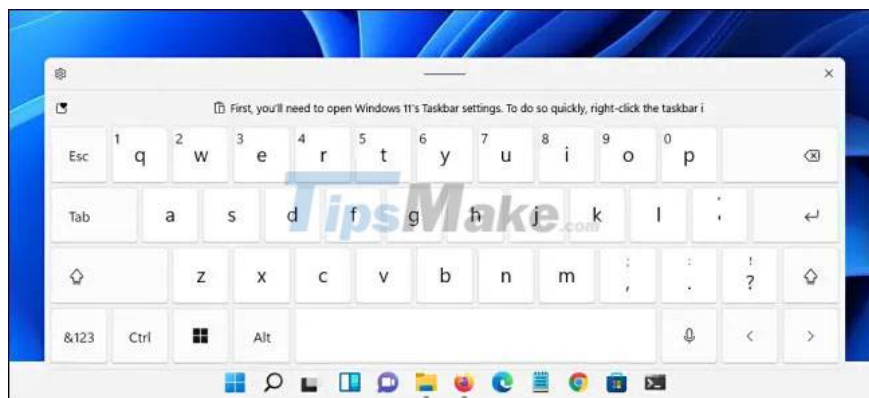 First, you'll need to open Windows 11's Taskbar settings. To do so quickly, right-click the taskbar i
1 2 3 4 5 6 7 8 9 0
Esc q w e r t y u i o p
Tab a s d f g h j k l
TipsMake.com
; : !
z x c v b n m , . ?
&123 Ctrl Alt < >